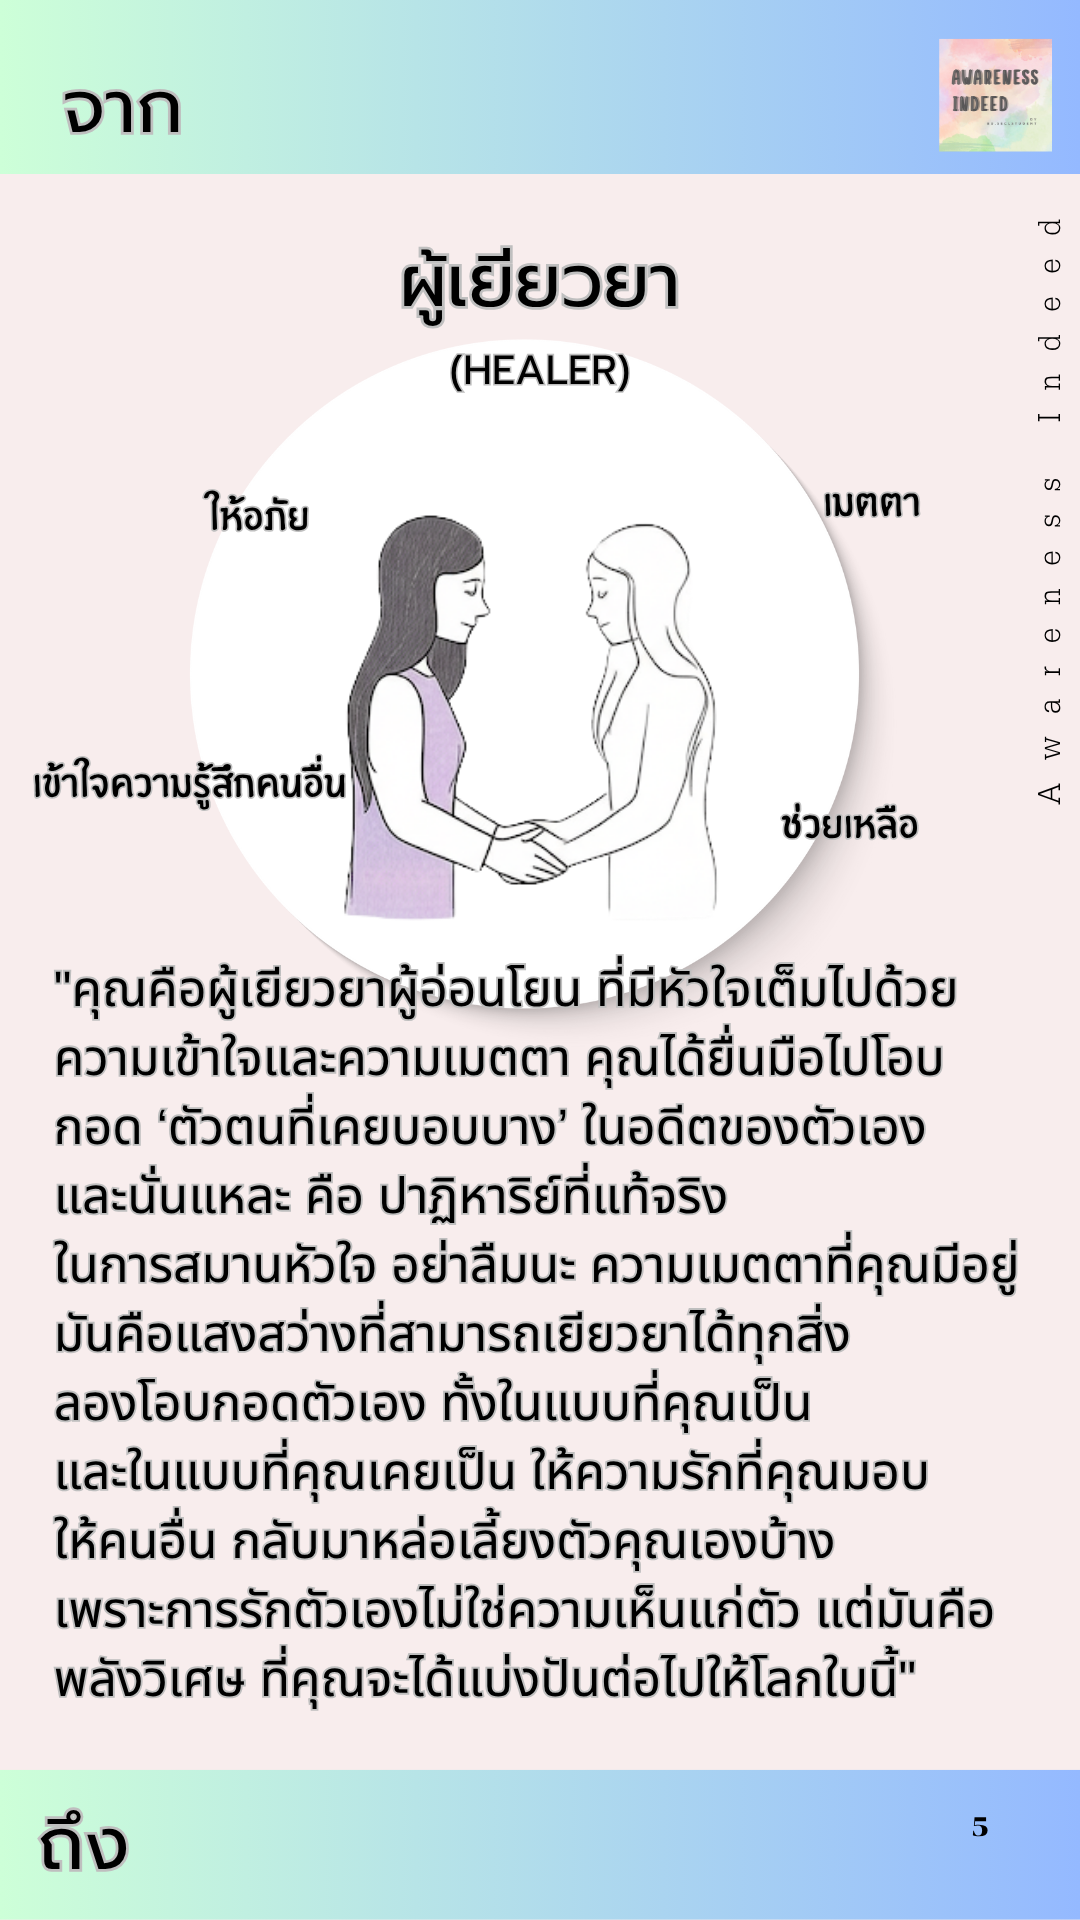 จาก
AWARENESS
INDEED
Awareness Indeed
ผู้เยียวยา
(HEALER)
ให้อภัย
เมตตา
เข้าใจความรู้สึกคนอื่น
ช่วยเหลือ
"คุณคือผู้เยียวยาผู้อ่อนโยน ที่มีหัวใจเต็มไปด้วย
ความเข้าใจและความเมตตา คุณได้ยื่นมือไปโอบ
กอด ‘ตัวตนที่เคยบอบบาง’ ในอดีตของตัวเอง
และนั่นแหละ คือ ปาฏิหาริย์ที่แท้จริง
ในการสมานหัวใจ อย่าลืมนะ ความเมตตาที่คุณมีอยู่
มันคือแสงสว่างที่สามารถเยียวยาได้ทุกสิ่ง
ลองโอบกอดตัวเอง ทั้งในแบบที่คุณเป็น
และในแบบที่คุณเคยเป็น ให้ความรักที่คุณมอบ
ให้คนอื่น กลับมาหล่อเลี้ยงตัวคุณเองบ้าง
เพราะการรักตัวเองไม่ใช่ความเห็นแก่ตัว แต่มันคือ
พลังวิเศษ ที่คุณจะได้แบ่งปันต่อไปให้โลกใบนี้"
ถึง
5